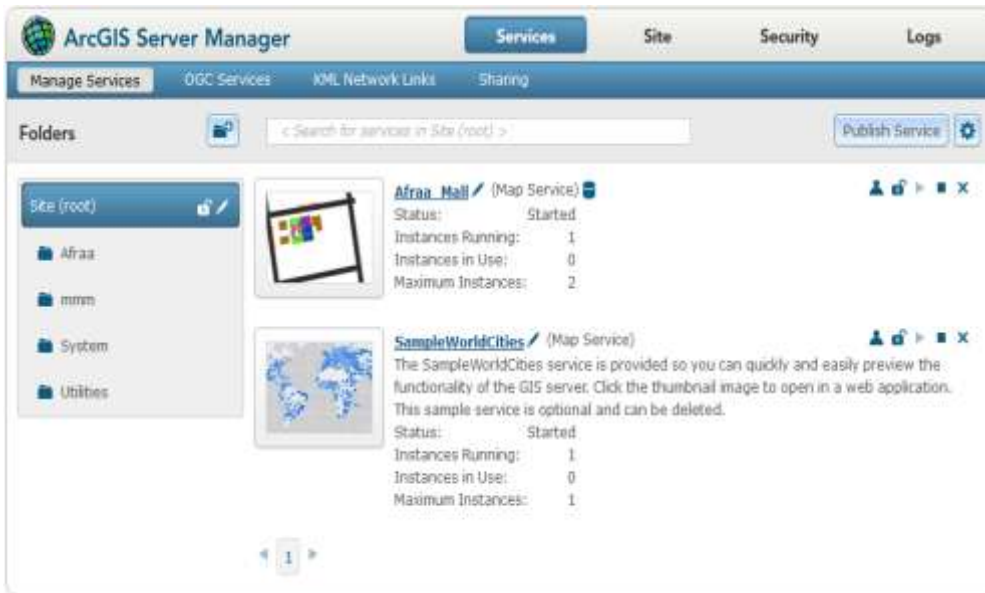 ArcGIS Server Manager
Services
Site
Security
Logs
Manage Services
OGC Services
KML Network Links
Sharing
Folders
< Search for services in Site (root) >
Publish Service
Site (root)
Afraa
mmm
System
Utilities
Afraa_Mall (Map Service)
Status: Started
Instances Running: 1
Instances in Use: 0
Maximum Instances: 2
SampleWorldCities (Map Service)
The SampleWorldCities service is provided so you can quickly and easily preview the
functionality of the GIS server. Click the thumbnail image to open in a web application.
This sample service is optional and can be deleted.
Status: Started
Instances Running: 1
Instances in Use: 0
Maximum Instances: 1
1